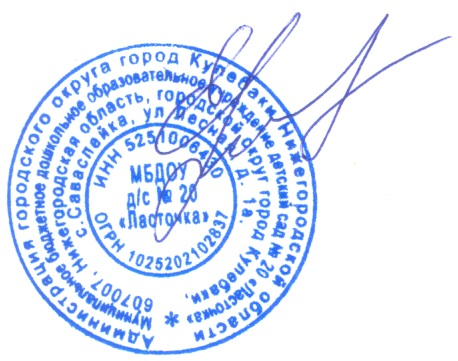 Администрация городского округа город Кулебаки Нижегородской области
Муниципальное бюджетное дошкольное образовательное учреждение детский сад № 20 «Ласточка» *
607007, Нижегородская область, городской округ город Кулебаки,
с.Саваслейка, ул. Лесная, д. 1а.
ИНН 5251006430
МБДОУ
д/с № 20
«Ласточка»
ОГРН 1025202102837